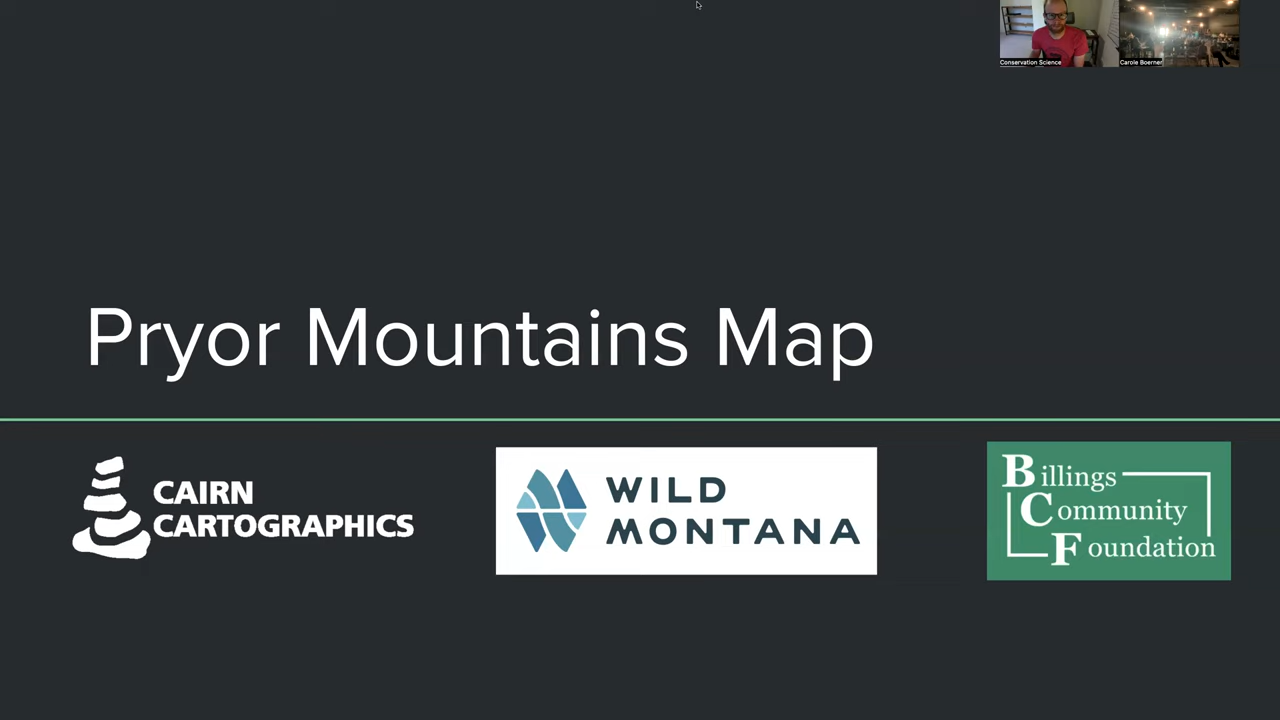 Conservation Science
Carole Boerner
Pryor Mountains Map
CAIRN
CARTOGRAPHICS
WILD
MONTANA
Billings
Community
Foundation